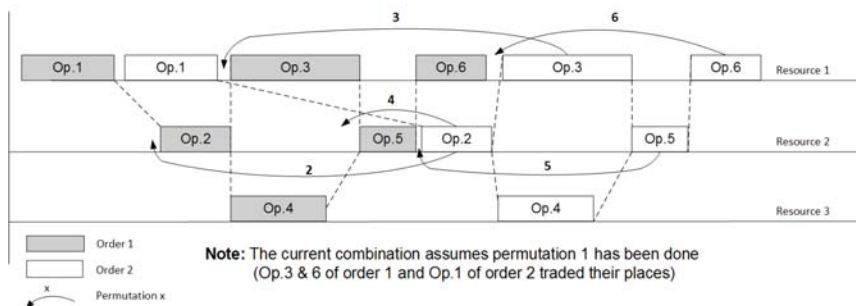 3
6
Op.1
Op.1
Op.3
Op.6
Op.3
Op.6
Resource 1
4
Op.2
Op.5
Op.2
Op.5
Resource 2
2
5
Op.4
Op.4
Resource 3
Order 1
Order 2
x
Permutation x
Note: The current combination assumes permutation 1 has been done
(Op.3 & 6 of order 1 and Op.1 of order 2 traded their places)